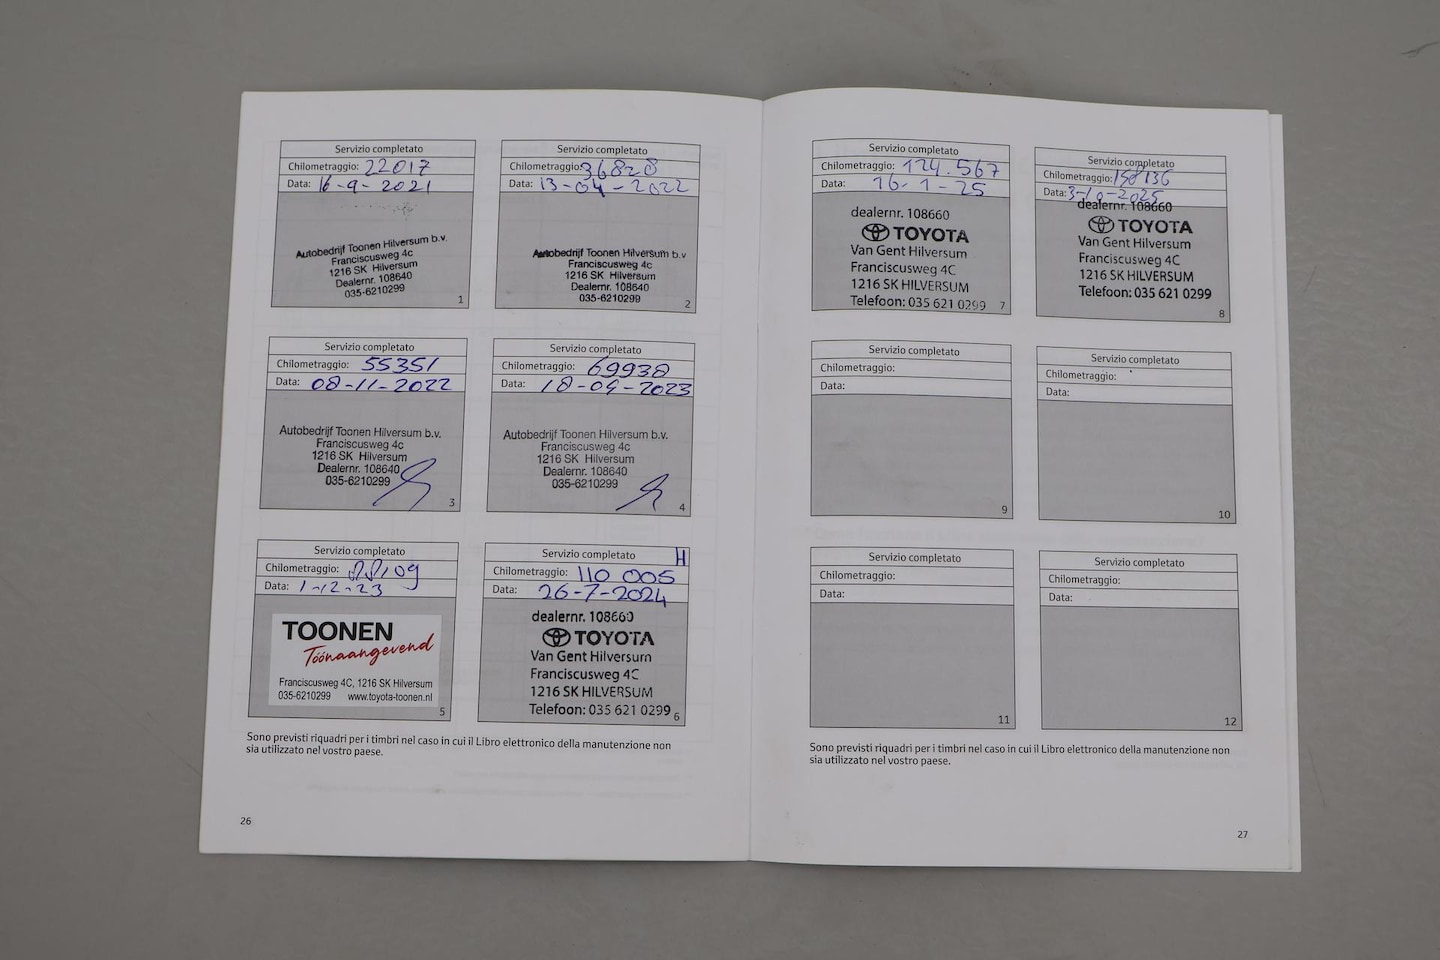 Servizio completato
Chilometraggio: 22017
Data: 16-9-2021
Autobedrijf Toonen Hilversum b.v.
Franciscusweg 4c
1216 SK Hilversum
Dealernr. 108640
035-6210299
1
Servizio completato
Chilometraggio: 36828
Data: 13-04-2022
Autobedrijf Toonen Hilversum b.v
Franciscusweg 4c
1216 SK Hilversum
Dealernr. 108640
035-6210299
2
Servizio completato
Chilometraggio: 55351
Data: 08-11-2022
Autobedrijf Toonen Hilversum b.v.
Franciscusweg 4c
1216 SK Hilversum
Dealernr. 108640
035-6210299
3
Servizio completato
Chilometraggio: 69938
Data: 18-04-2023
Autobedrijf Toonen Hilversum b.v.
Franciscusweg 4c
1216 SK Hilversum
Dealernr. 108640
035-6210299
4
Servizio completato
Chilometraggio:
Data: 1-12-23
TOONEN
Tóónaangevend
Franciscusweg 4C, 1216 SK Hilversum
035-6210299 www.toyota-toonen.nl
5
Servizio completato H
Chilometraggio: 110 005
Data: 26-7-2024
dealernr. 108660
TOYOTA
Van Gent Hilversum
Franciscusweg 4C
1216 SK HILVERSUM
Telefoon: 035 621 0299
6
Sono previsti riquadri per i timbri nel caso in cui il Libro elettronico della manutenzione non
sia utilizzato nel vostro paese.
26
Servizio completato
Chilometraggio: 124.567
Data: 16-1-25
dealernr. 108660
TOYOTA
Van Gent Hilversum
Franciscusweg 4C
1216 SK HILVERSUM
Telefoon: 035 621 0299
7
Servizio completato
Chilometraggio: 158136
Data: 3-10-2025
dealernr. 108660
TOYOTA
Van Gent Hilversum
Franciscusweg 4C
1216 SK HILVERSUM
Telefoon: 035 621 0299
8
Servizio completato
Chilometraggio:
Data:
9
Servizio completato
Chilometraggio:
Data:
10
Servizio completato
Chilometraggio:
Data:
11
Servizio completato
Chilometraggio:
Data:
12
Sono previsti riquadri per i timbri nel caso in cui il Libro elettronico della manutenzione non
sia utilizzato nel vostro paese.
27